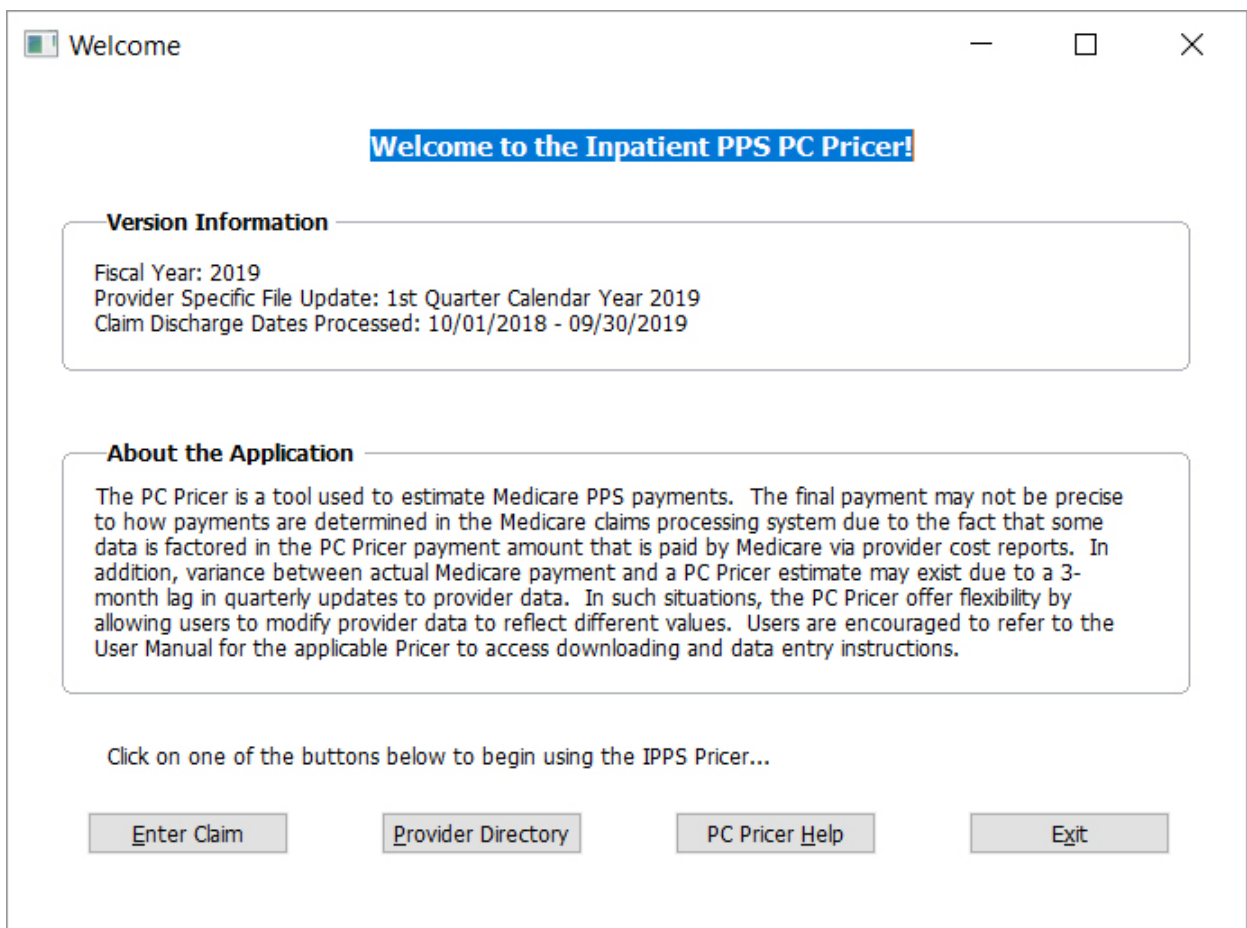 Welcome
Welcome to the Inpatient PPS PC Pricer!
Version Information
Fiscal Year: 2019
Provider Specific File Update: 1st Quarter Calendar Year 2019
Claim Discharge Dates Processed: 10/01/2018 - 09/30/2019
About the Application
The PC Pricer is a tool used to estimate Medicare PPS payments.  The final payment may not be precise
to how payments are determined in the Medicare claims processing system due to the fact that some
data is factored in the PC Pricer payment amount that is paid by Medicare via provider cost reports.  In
addition, variance between actual Medicare payment and a PC Pricer estimate may exist due to a 3-
month lag in quarterly updates to provider data.  In such situations, the PC Pricer offer flexibility by
allowing users to modify provider data to reflect different values.  Users are encouraged to refer to the
User Manual for the applicable Pricer to access downloading and data entry instructions.
Click on one of the buttons below to begin using the IPPS Pricer...
Enter Claim
Provider Directory
PC Pricer Help
Exit